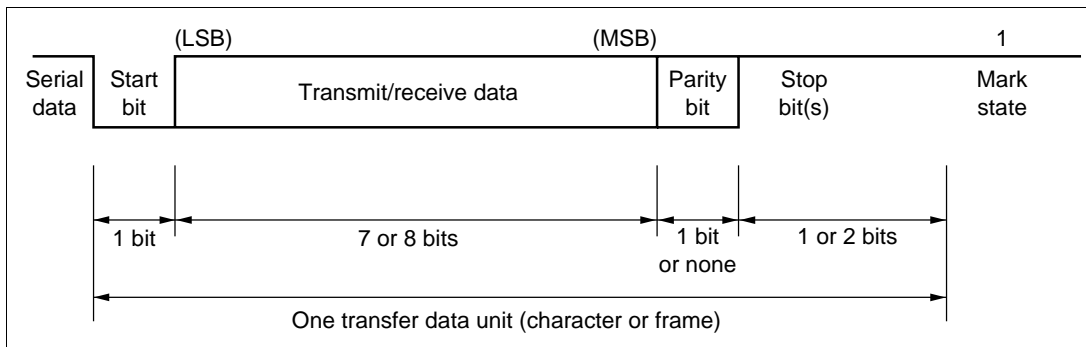 (LSB) (MSB) 1
Serial Start Transmit/receive data Parity Stop Mark
data bit bit bit(s) state
1 bit 7 or 8 bits 1 bit 1 or 2 bits
or none
One transfer data unit (character or frame)